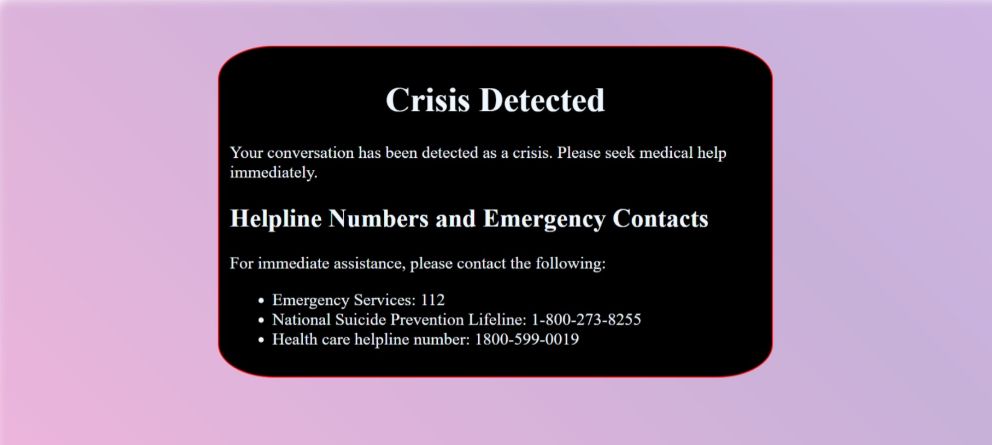 Crisis Detected
Your conversation has been detected as a crisis. Please seek medical help
immediately.
Helpline Numbers and Emergency Contacts
For immediate assistance, please contact the following:
• Emergency Services: 112
• National Suicide Prevention Lifeline: 1-800-273-8255
• Health care helpline number: 1800-599-0019